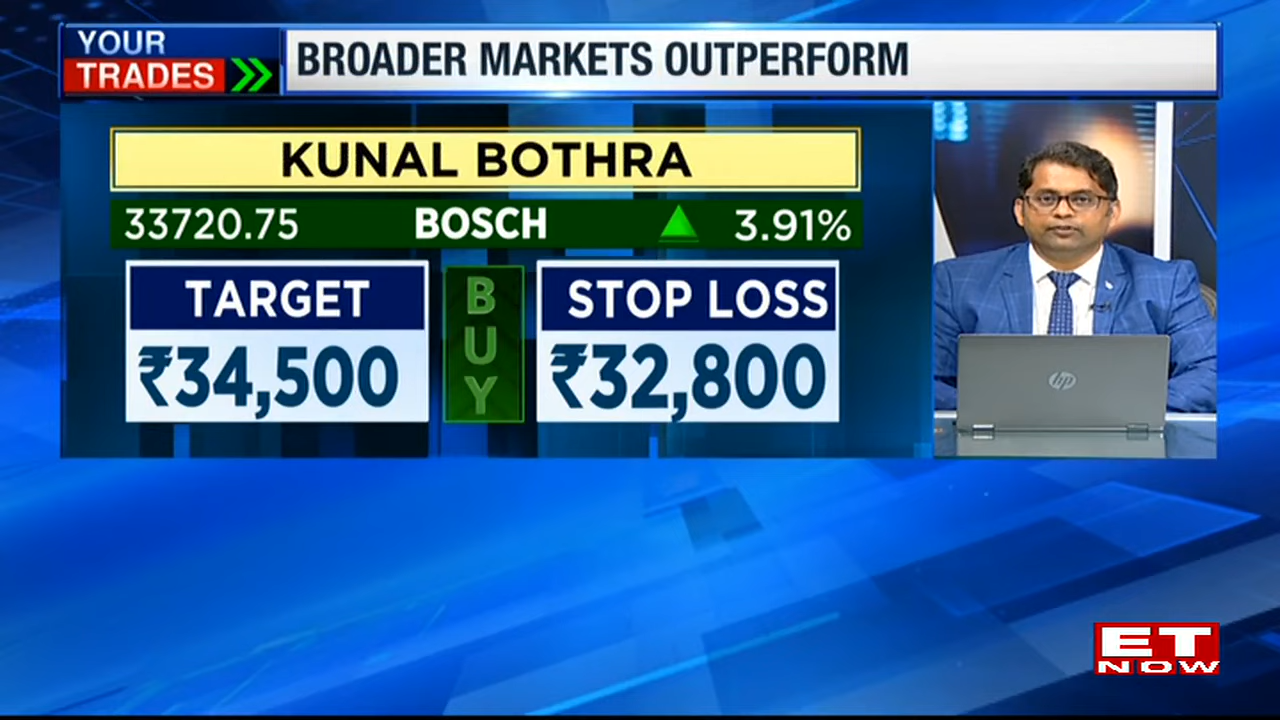 YOUR
TRADES
BROADER MARKETS OUTPERFORM
KUNAL BOTHRA
33720.75 BOSCH 3.91%
TARGET
₹34,500
BUY
STOP LOSS
₹32,800
hp
ET
NOW